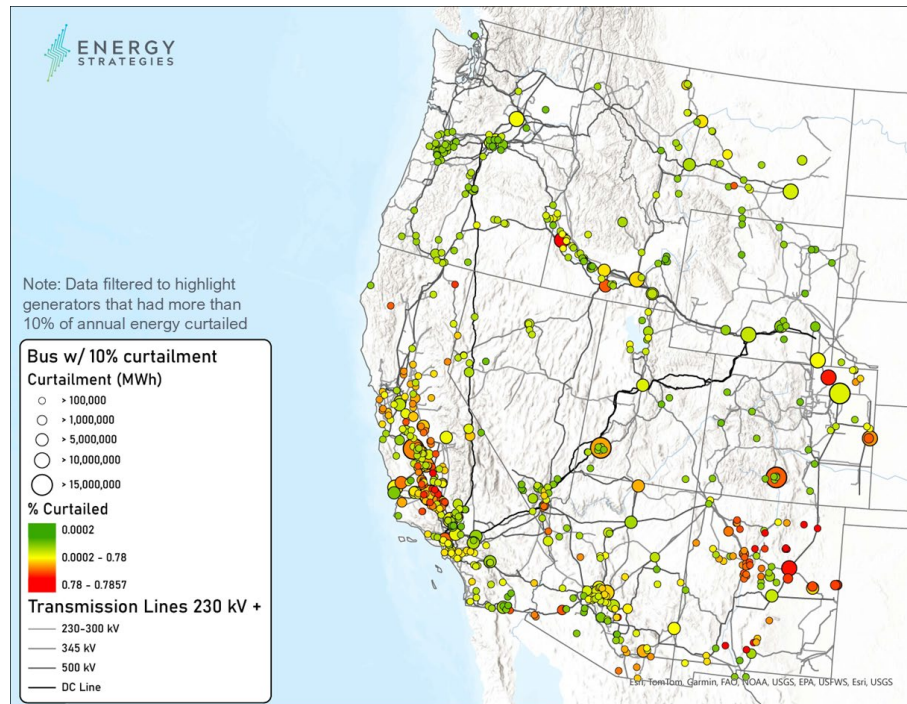 ENERGY
STRATEGIES
Note: Data filtered to highlight
generators that had more than
10% of annual energy curtailed
Bus w/ 10% curtailment
Curtailment (MWh)
> 100,000
> 1,000,000
> 5,000,000
> 10,000,000
> 15,000,000
% Curtailed
0.0002
0.0002 - 0.78
0.78 - 0.7857
Transmission Lines 230 kV +
230-300 kV
345 kV
500 kV
DC Line
Esri, TomTom, Garmin, FAO, NOAA, USGS, EPA, USFWS, Esri, USGS